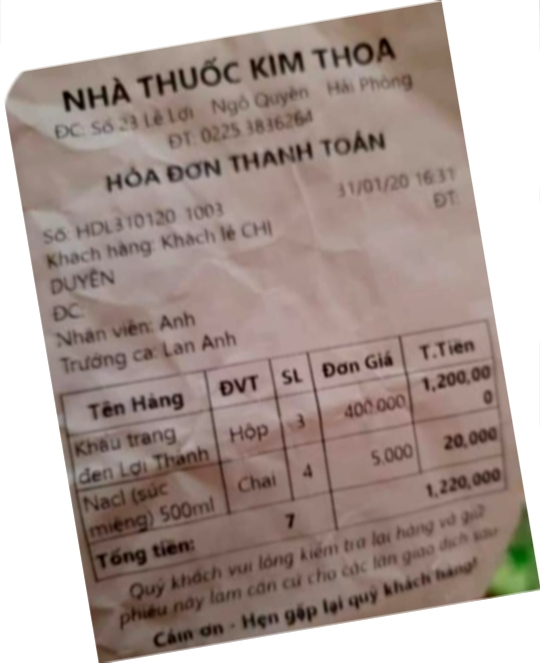 NHÀ THUỐC KIM THOA
ĐC: Số 23 Lê Lợi Ngô Quyền Hải Phòng
ĐT: 0225 3836264
HÓA ĐƠN THANH TOÁN
31/01/20 16:31
Số: HDL310120 1003
ĐT:
Khách hàng: Khách lẻ CHỊ
DUYÊN
ĐC:
Nhân viên: Anh
Trưởng ca: Lan Anh
Tên Hàng ĐVT SL Đơn Giá T.Tiền
Khẩu trang Hộp 3 400,000 1,200,00
đen Lợi Thành 0
Nacl (súc Chai 4 5,000 20,000
miệng) 500ml
Tổng tiền: 7 1,220,000
Quý khách vui lòng kiểm tra lại hàng và giữ
phiếu này làm căn cứ cho các lần giao dịch sau
Cảm ơn - Hẹn gặp lại quý khách hàng!